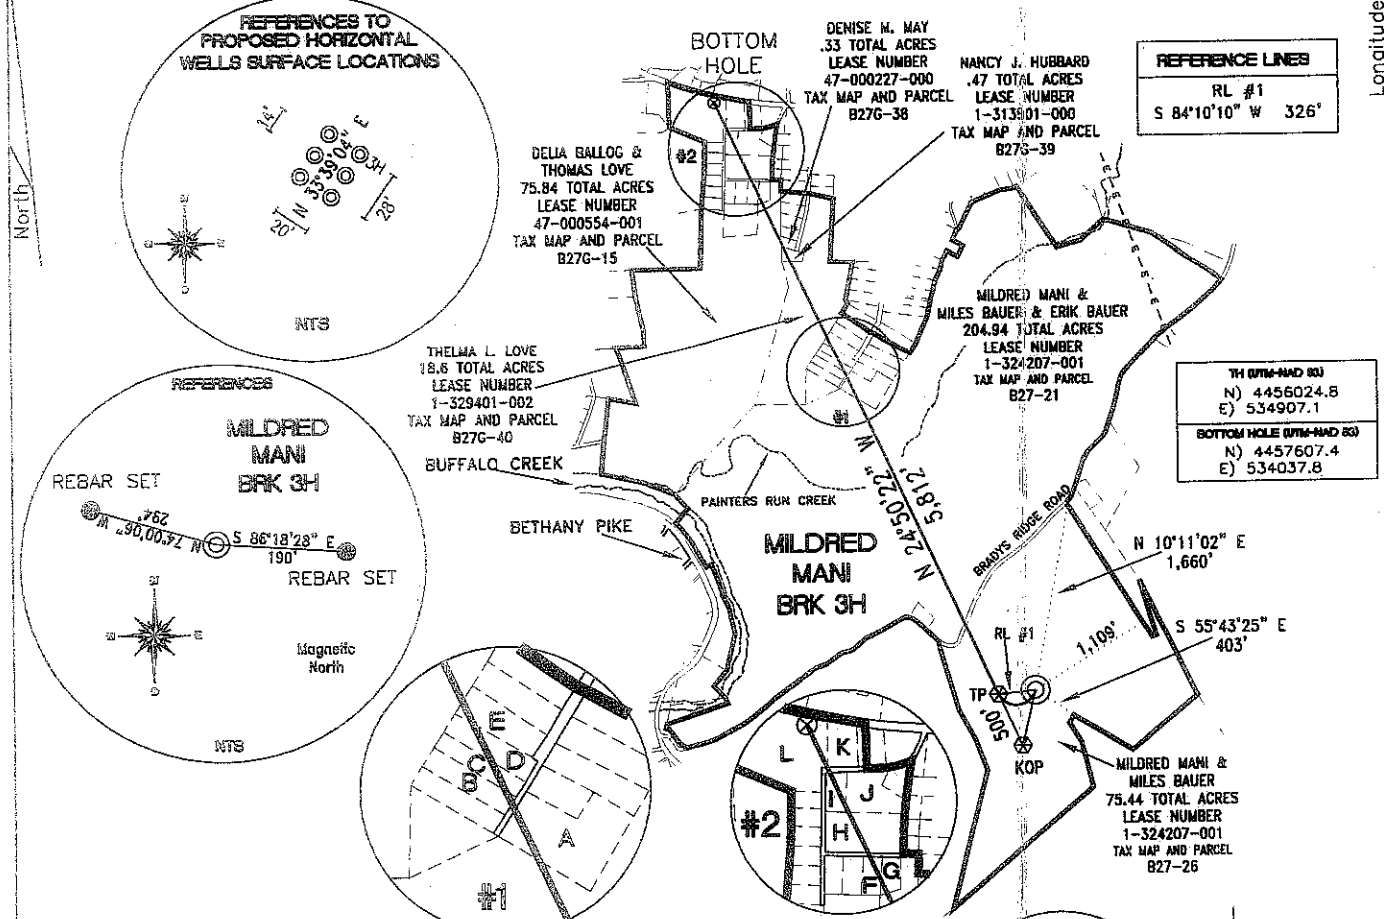 REFERENCES TO
PROPOSED HORIZONTAL
WELLS SURFACE LOCATIONS
14'
N 33°39'04" E
3H
20'
28'
NTS
North
REFERENCES
MILDRED
MANI
BRK 3H
REBAR SET
N 74°00'06" W
294'
S 86°18'28" E
190'
REBAR SET
Magnetic
North
NTS
BOTTOM
HOLE
#2
DENISE M. MAY
.33 TOTAL ACRES
LEASE NUMBER
47-000227-000
TAX MAP AND PARCEL
B27G-38
NANCY J. HUBBARD
.47 TOTAL ACRES
LEASE NUMBER
1-313901-000
TAX MAP AND PARCEL
B27G-39
REFERENCE LINES
RL #1
S 84°10'10" W 326'
Longitude
DELIA BALLOG &
THOMAS LOVE
75.84 TOTAL ACRES
LEASE NUMBER
47-000554-001
TAX MAP AND PARCEL
B27G-15
THELMA L. LOVE
18.6 TOTAL ACRES
LEASE NUMBER
1-329401-002
TAX MAP AND PARCEL
B27G-40
MILDRED MANI &
MILES BAUER & ERIK BAUER
204.94 TOTAL ACRES
LEASE NUMBER
1-324207-001
TAX MAP AND PARCEL
B27-21
TH (UTM-NAD 83)
N) 4456024.8
E) 534907.1
BOTTOM HOLE (UTM-NAD 83)
N) 4457607.4
E) 534037.8
#1
BUFFALO CREEK
PAINTERS RUN CREEK
BETHANY PIKE
N 24°50'22" W
5,812'
MILDRED
MANI
BRK 3H
BRADYS RIDGE ROAD
N 10°11'02" E
1,660'
S 55°43'25" E
403'
1,109'
RL #1
TP
500'
KOP
MILDRED MANI &
MILES BAUER
75.44 TOTAL ACRES
LEASE NUMBER
1-324207-001
TAX MAP AND PARCEL
B27-26
E
C
D
B
A
#1
L
K
I
J
H
#2
G
F